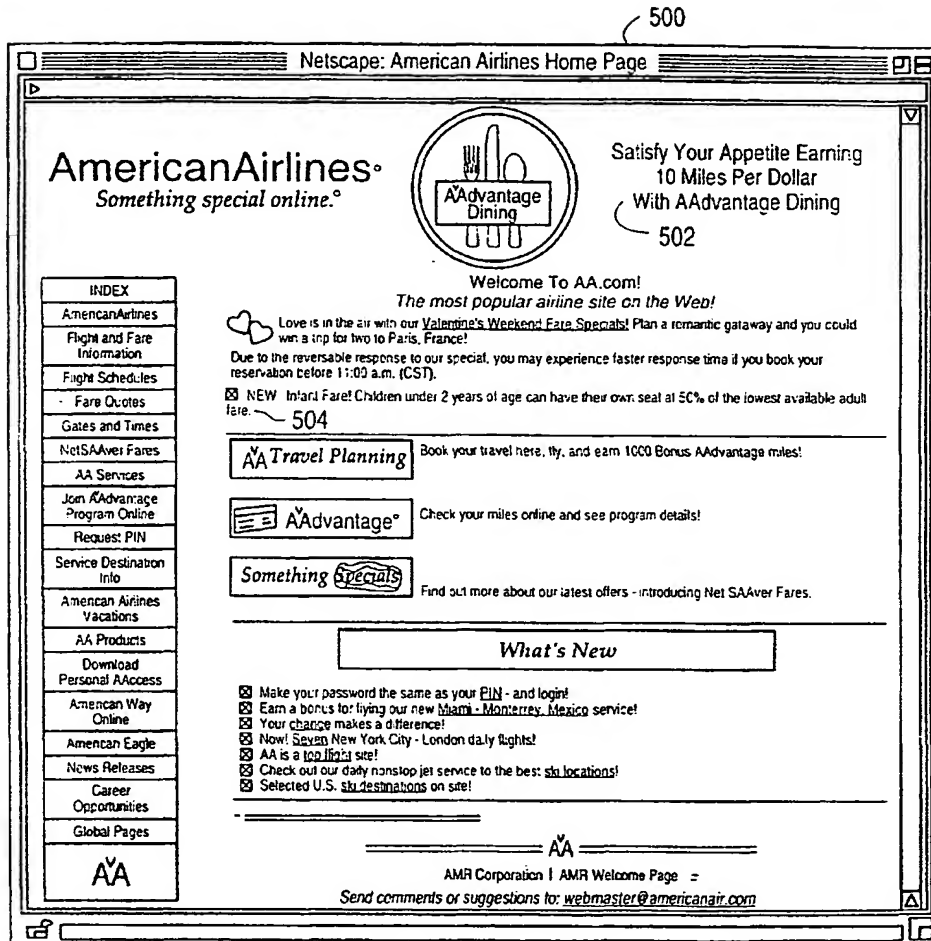 500
Netscape: American Airlines Home Page
AmericanAirlines°
Something special online.°
AAdvantage
Dining
Satisfy Your Appetite Earning
10 Miles Per Dollar
With AAdvantage Dining
502
Welcome To AA.com!
The most popular airline site on the Web!
Love is in the air with our Valentine's Weekend Fare Specials! Plan a romantic gataway and you could
win a trip for two to Paris, France!
Due to the reversable response to our special, you may experience faster response time if you book your
reservation before 11:00 a.m. (CST).
NEW Infant Fare! Children under 2 years of age can have their own seat at 50% of the lowest available adult
fare.
504
INDEX
AmericanAirlines
Flight and Fare
Information
Flight Schedules
Fare Quotes
Gates and Times
NetSAAver Fares
AA Services
Join AAdvantage
Program Online
Request PIN
Service Destination
Info
American Airlines
Vacations
AA Products
Download
Personal AAccess
American Way
Online
American Eagle
News Releases
Career
Opportunities
Global Pages
AA
AA Travel Planning
Book your travel here, fly, and earn 1000 Bonus AAdvantage miles!
AAdvantage°
Check your miles online and see program details!
Something Specials
Find out more about our latest offers - introducing Net SAAver Fares.
What's New
Make your password the same as your PIN - and login!
Earn a bonus for flying our new Miami - Monterrey, Mexico service!
Your change makes a difference!
Now! Seven New York City - London daily flights!
AA is a top flight site!
Check out our daily nonstop jet service to the best ski locations!
Selected U.S. ski destinations on site!
AA
AMR Corporation | AMR Welcome Page
Send comments or suggestions to: webmaster@americanair.com